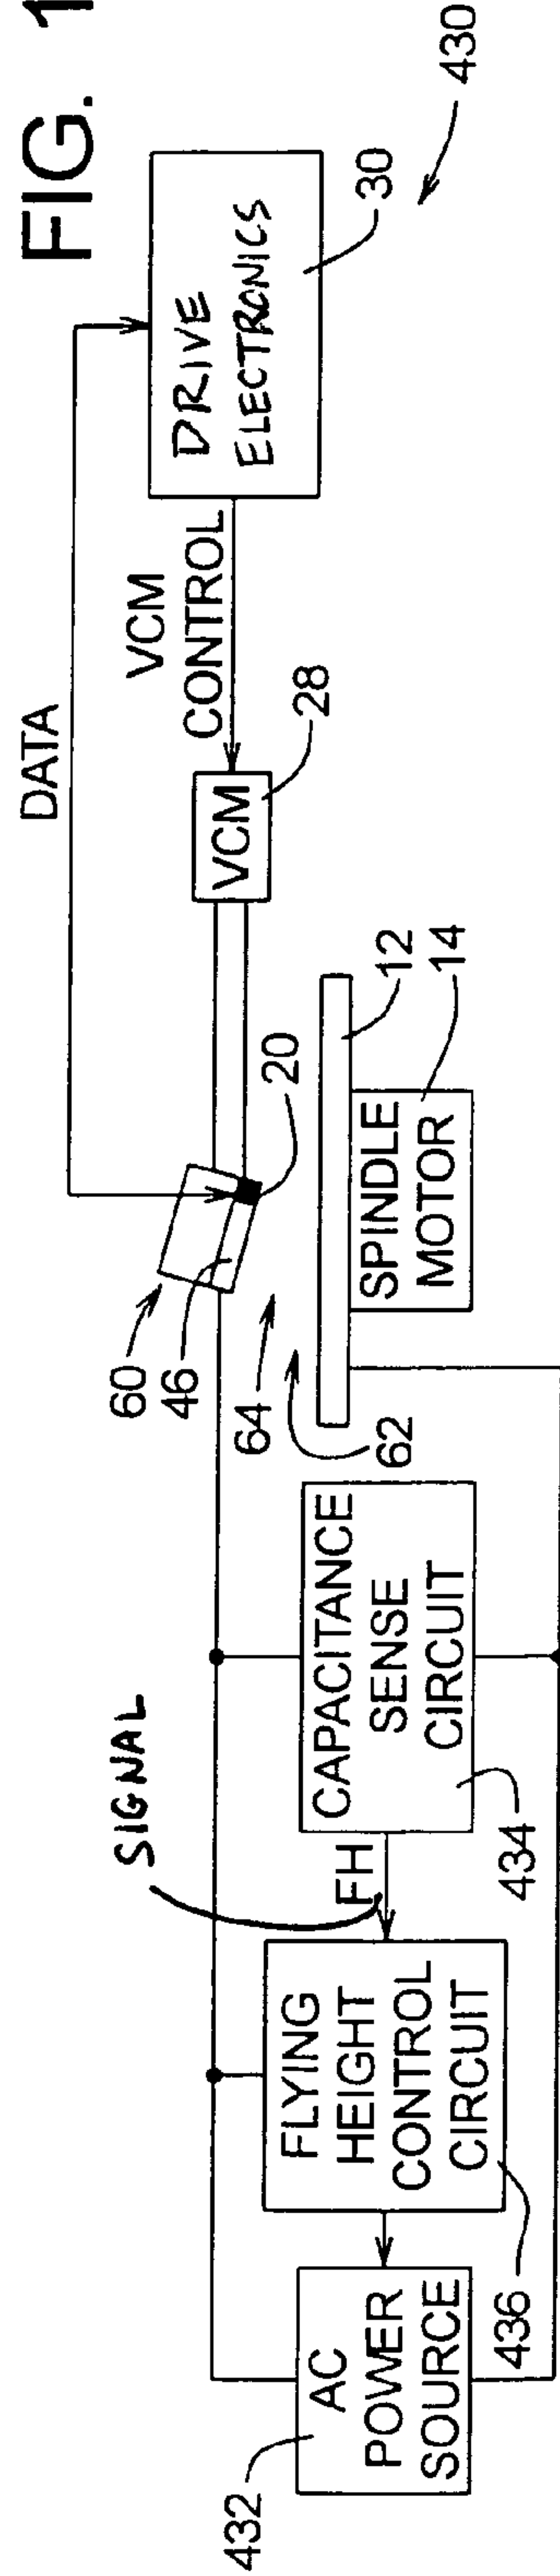 FIG. 1
430
DATA
DRIVE
ELECTRONICS
30
VCM
CONTROL
VCM
28
20
60
46
64
62
12
14
SPINDLE
MOTOR
SIGNAL
CAPACITANCE
SENSE
CIRCUIT
434
FH
FLYING
HEIGHT
CONTROL
CIRCUIT
436
AC
POWER
SOURCE
432